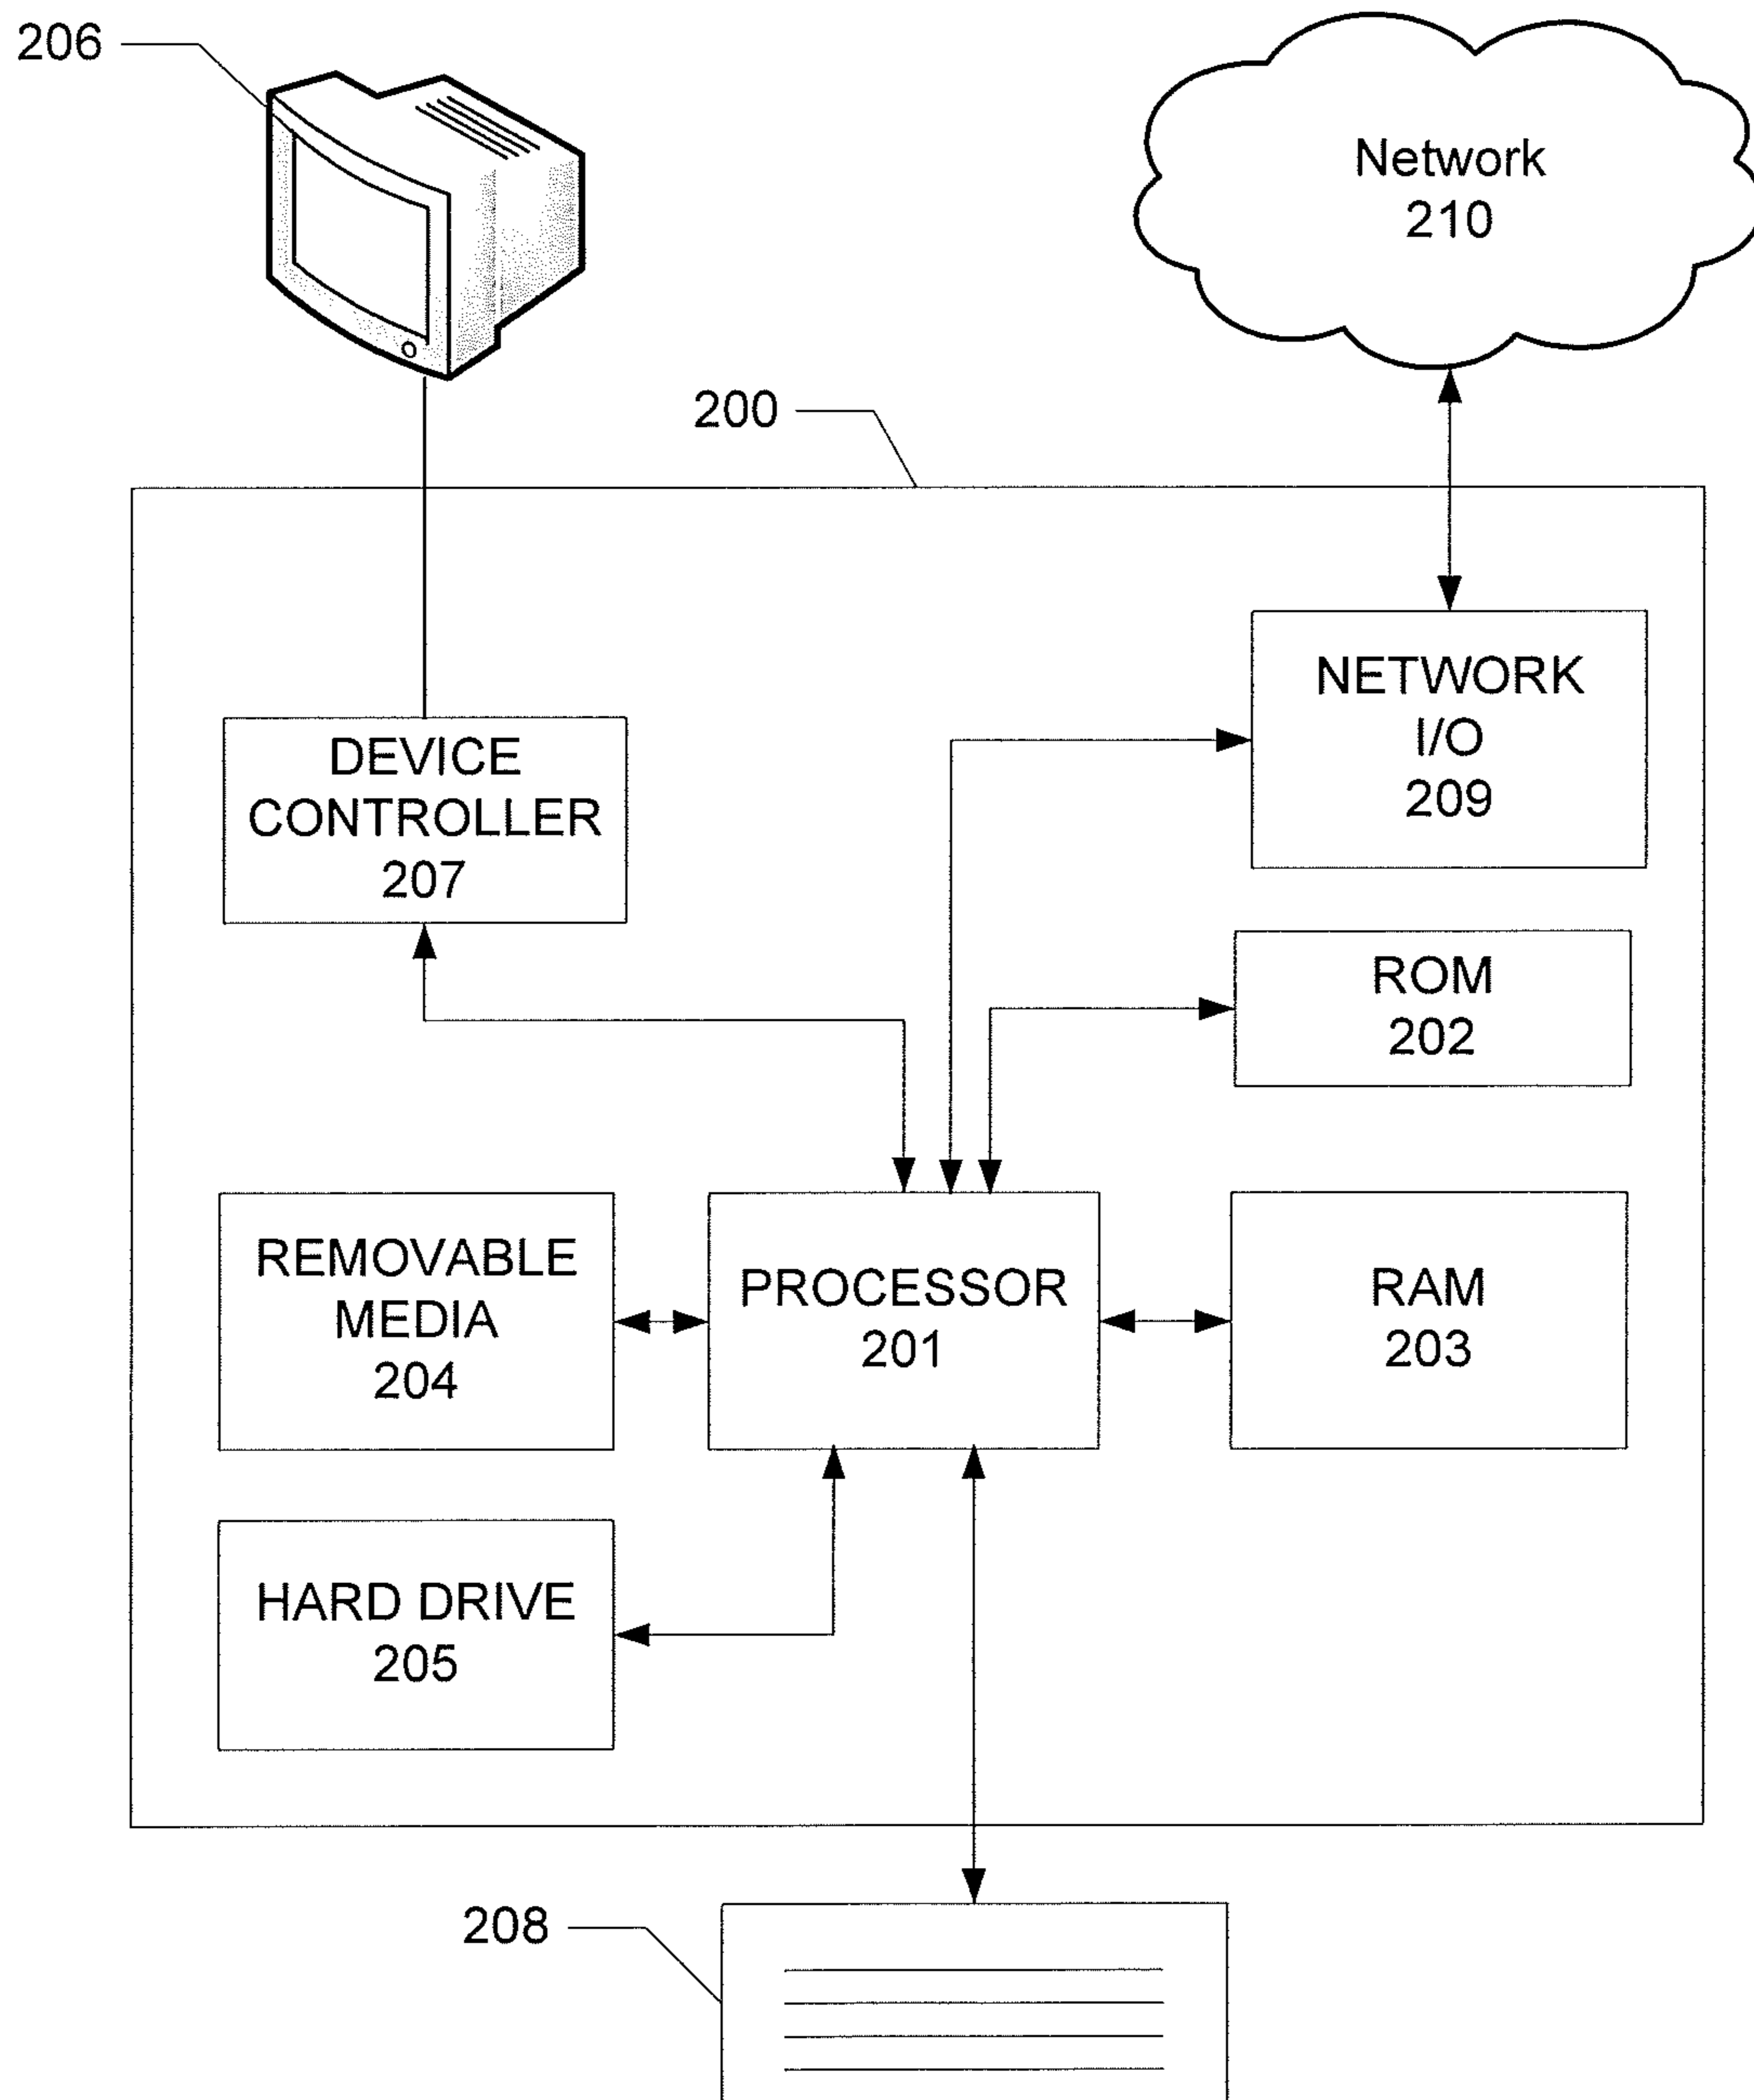 206
Network
210
200
NETWORK
I/O
209
DEVICE
CONTROLLER
207
ROM
202
REMOVABLE
MEDIA
204
PROCESSOR
201
RAM
203
HARD DRIVE
205
208